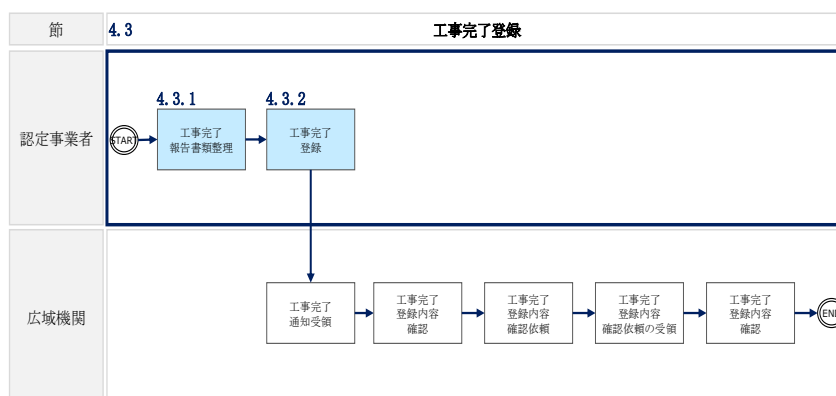 節
4.3
工事完了登録
認定事業者
START
4.3.1
工事完了
報告書類整理
4.3.2
工事完了
登録
広域機関
工事完了
通知受領
工事完了
登録内容
確認
工事完了
登録内容
確認依頼
工事完了
登録内容
確認依頼の受領
工事完了
登録内容
確認
END